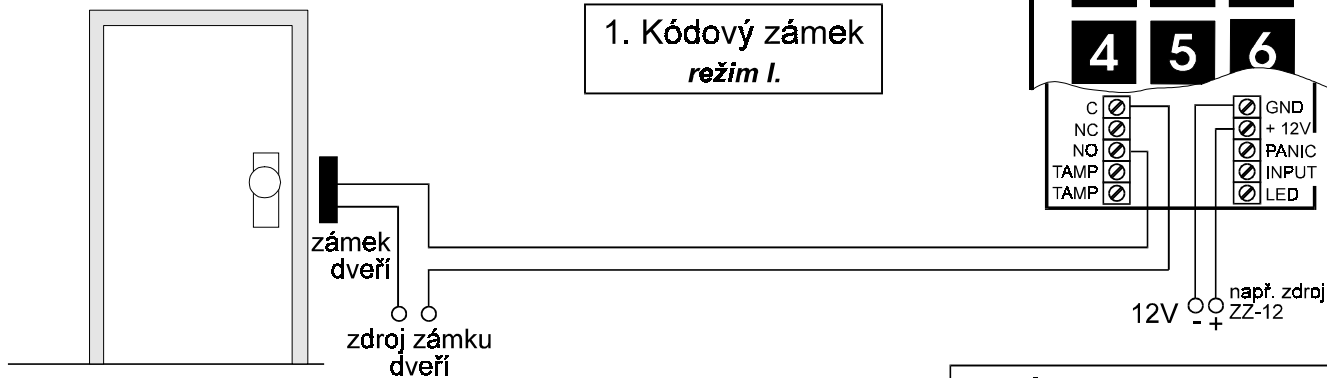 1. Kódový zámek
režim I.
4 5 6
C
NC
NO
TAMP
TAMP
GND
+ 12V
PANIC
INPUT
LED
zámek
dveří
zdroj zámku
dveří
12V - +
např. zdroj
ZZ-12